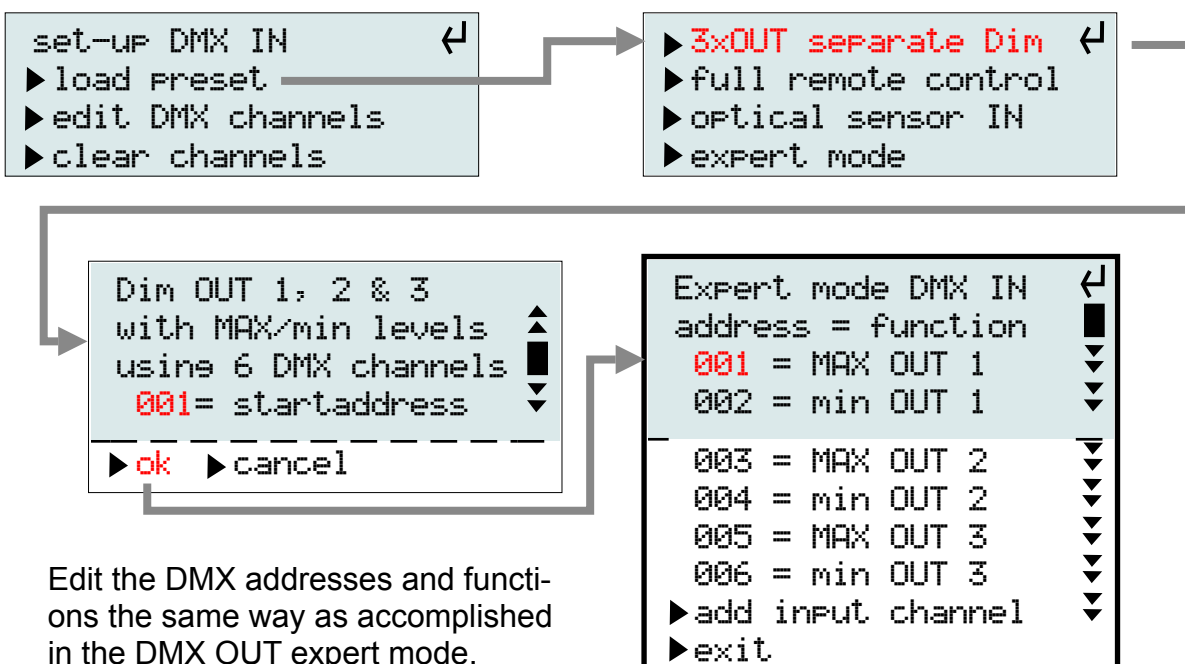 set-up DMX IN
load preset
edit DMX channels
clear channels
3xOUT separate Dim
full remote control
optical sensor IN
expert mode
Dim OUT 1, 2 & 3
with MAX/min levels
using 6 DMX channels
001= startaddress
ok cancel
Expert mode DMX IN
address = function
001 = MAX OUT 1
002 = min OUT 1
003 = MAX OUT 2
004 = min OUT 2
005 = MAX OUT 3
006 = min OUT 3
add input channel
exit
Edit the DMX addresses and functi-
ons the same way as accomplished
in the DMX OUT expert mode.